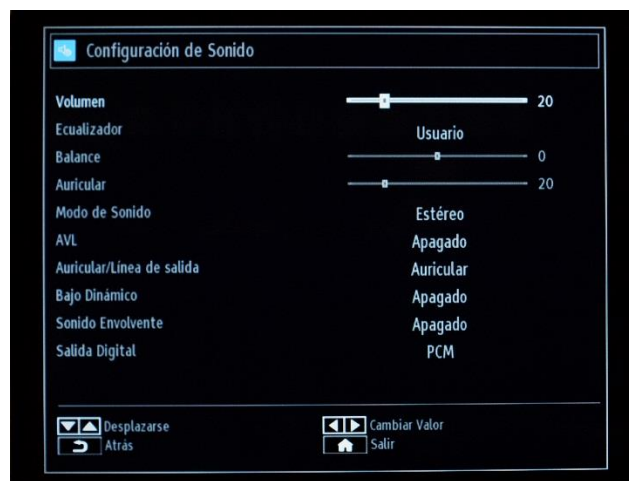 Configuración de Sonido
Volumen 20
Ecualizador Usuario
Balance 0
Auricular 20
Modo de Sonido Estéreo
AVL Apagado
Auricular/Línea de salida Auricular
Bajo Dinámico Apagado
Sonido Envolvente Apagado
Salida Digital PCM
Desplazarse Cambiar Valor
Atrás Salir